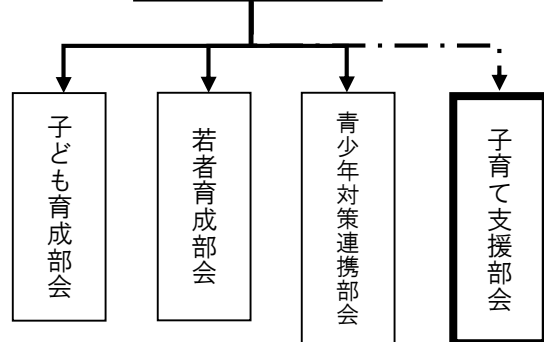 子ども育成部会
若者育成部会
青少年対策連携部会
子育て支援部会